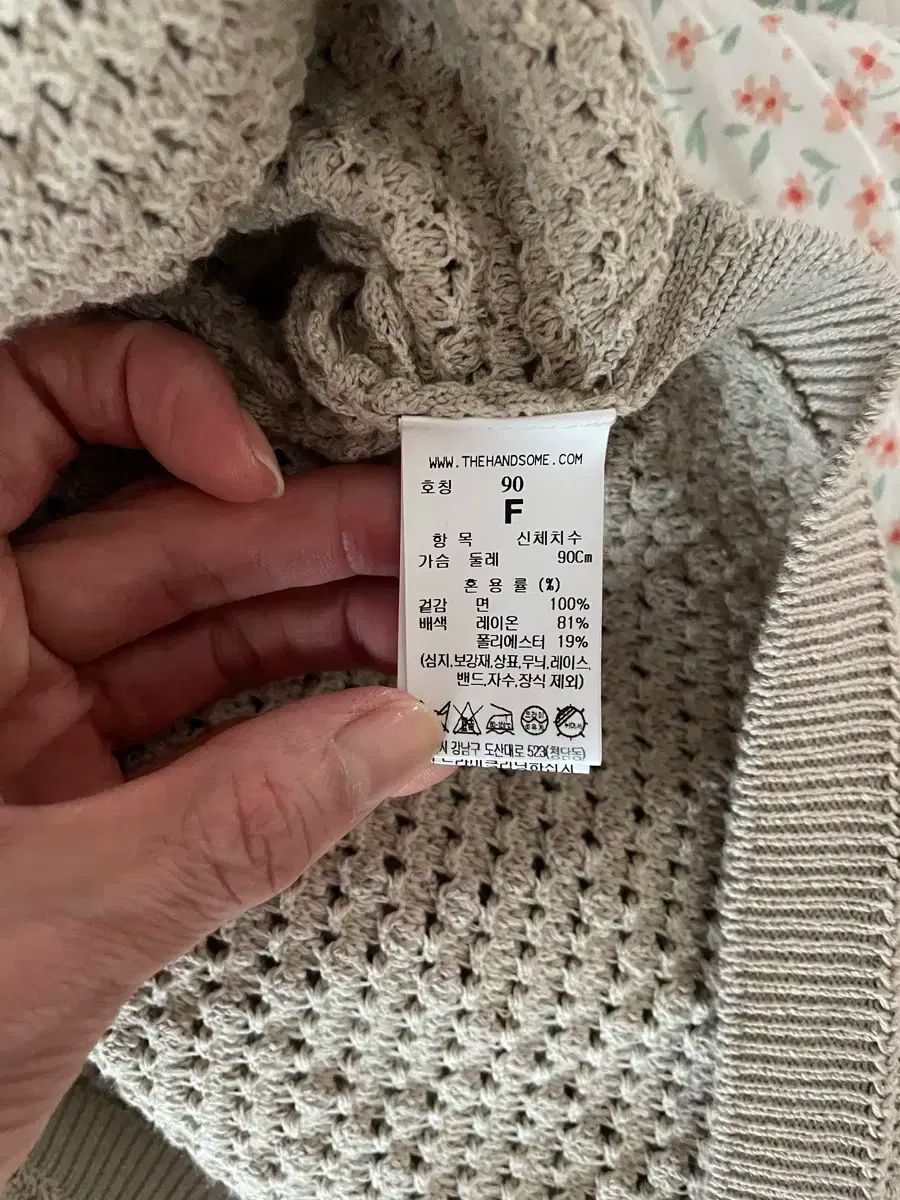 WWW.THEHANDSOME.COM
호칭 90
F
항 목 신체치수
가슴 둘레 90Cm
혼 용 률 (%)
겉감 면 100%
배색 레이온 81%
폴리에스터 19%
(심지,보강재,상표,무늬,레이스,
밴드,자수,장식 제외)
드라이
강남구 도산대로 523(청담동)